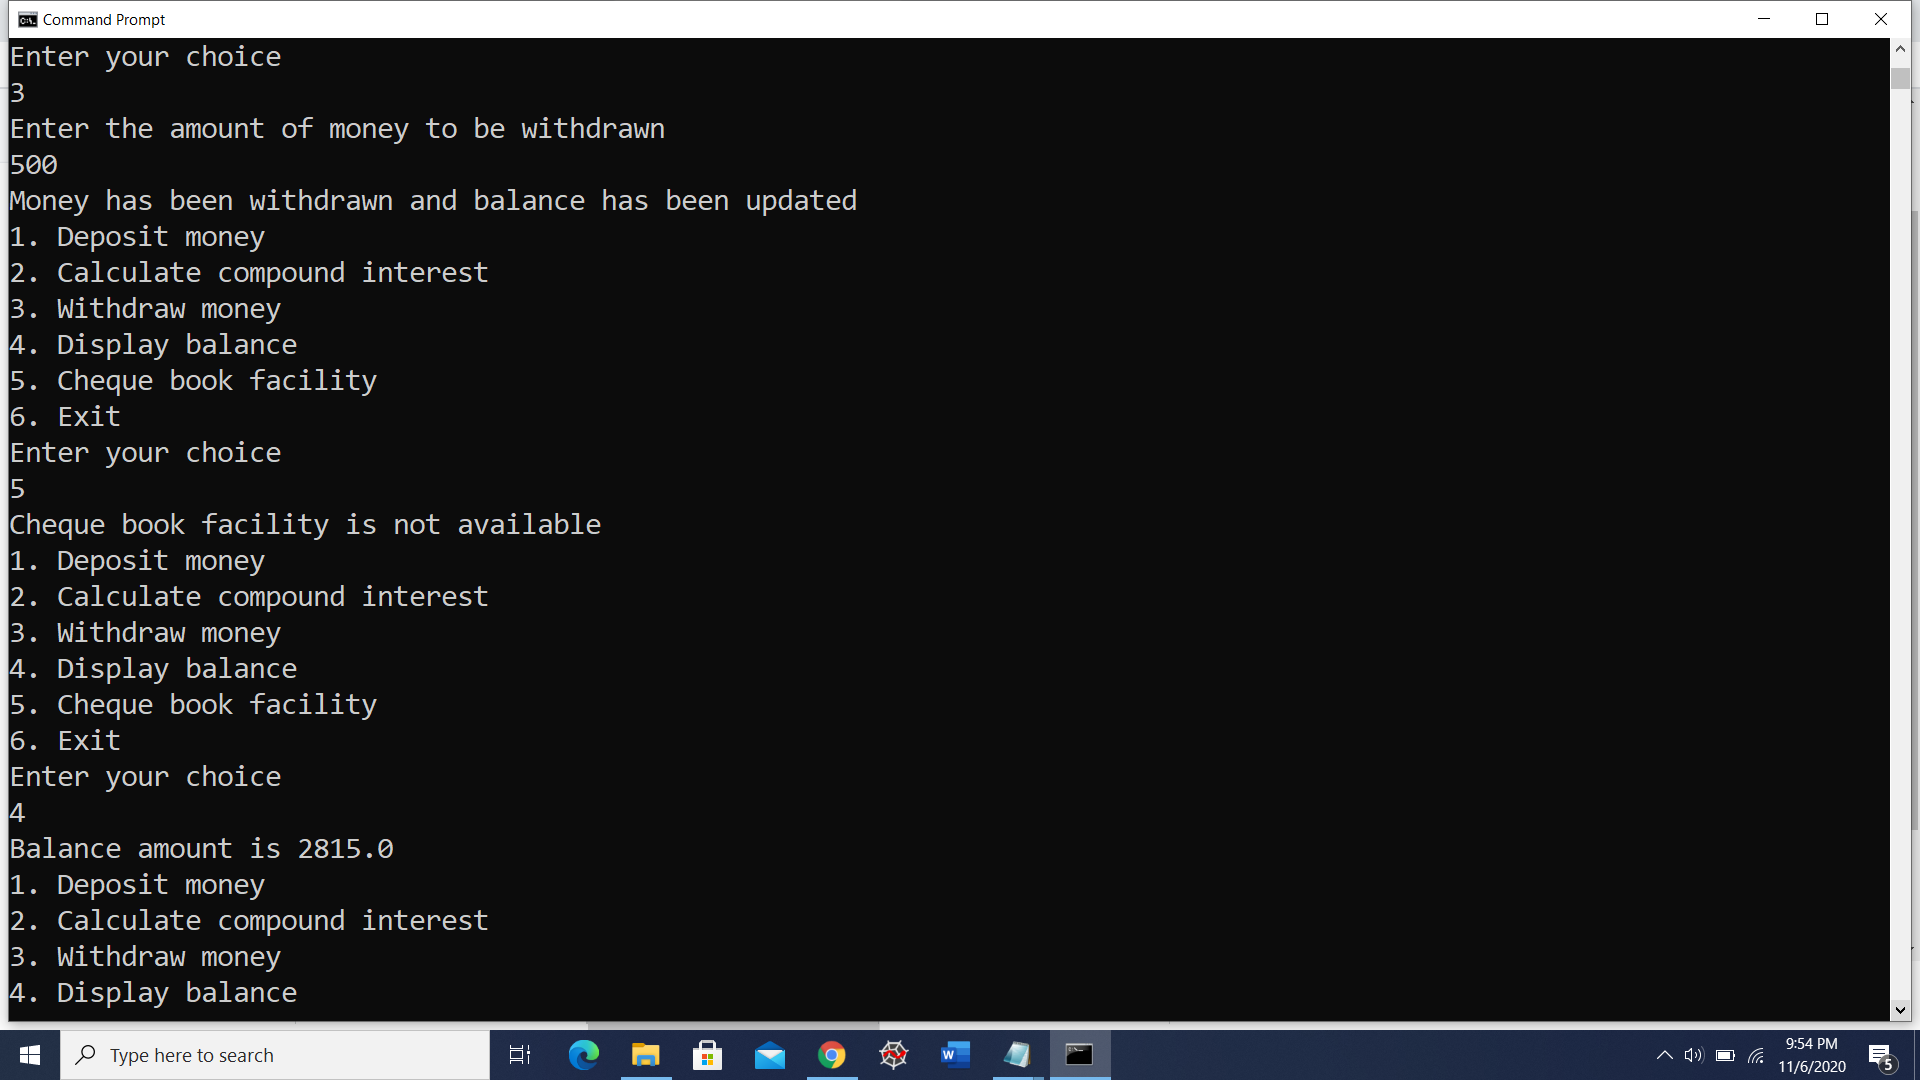 Command Prompt
Enter your choice
3
Enter the amount of money to be withdrawn
500
Money has been withdrawn and balance has been updated
1. Deposit money
2. Calculate compound interest
3. Withdraw money
4. Display balance
5. Cheque book facility
6. Exit
Enter your choice
5
Cheque book facility is not available
1. Deposit money
2. Calculate compound interest
3. Withdraw money
4. Display balance
5. Cheque book facility
6. Exit
Enter your choice
4
Balance amount is 2815.0
1. Deposit money
2. Calculate compound interest
3. Withdraw money
4. Display balance
Type here to search
9:54 PM
11/6/2020
5